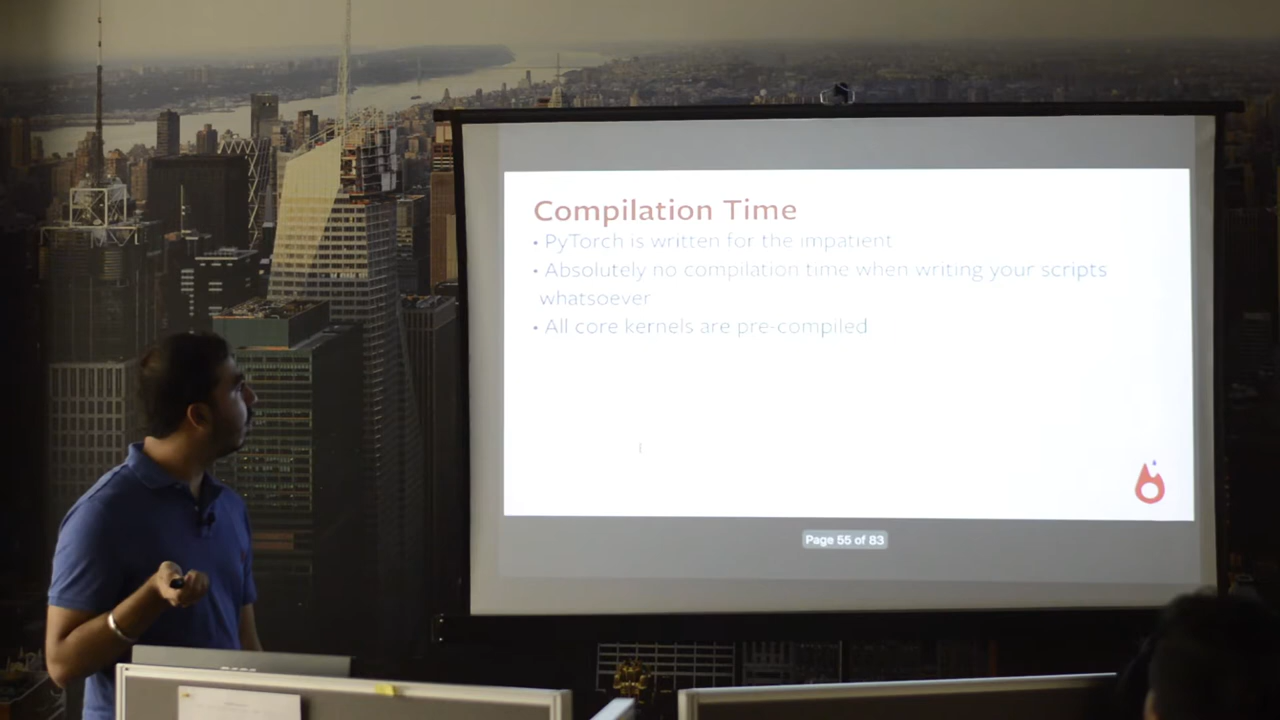 Compilation Time
• PyTorch is written for the impatient
• Absolutely no compilation time when writing your scripts
whatsoever
• All core kernels are pre-compiled
Page 55 of 83